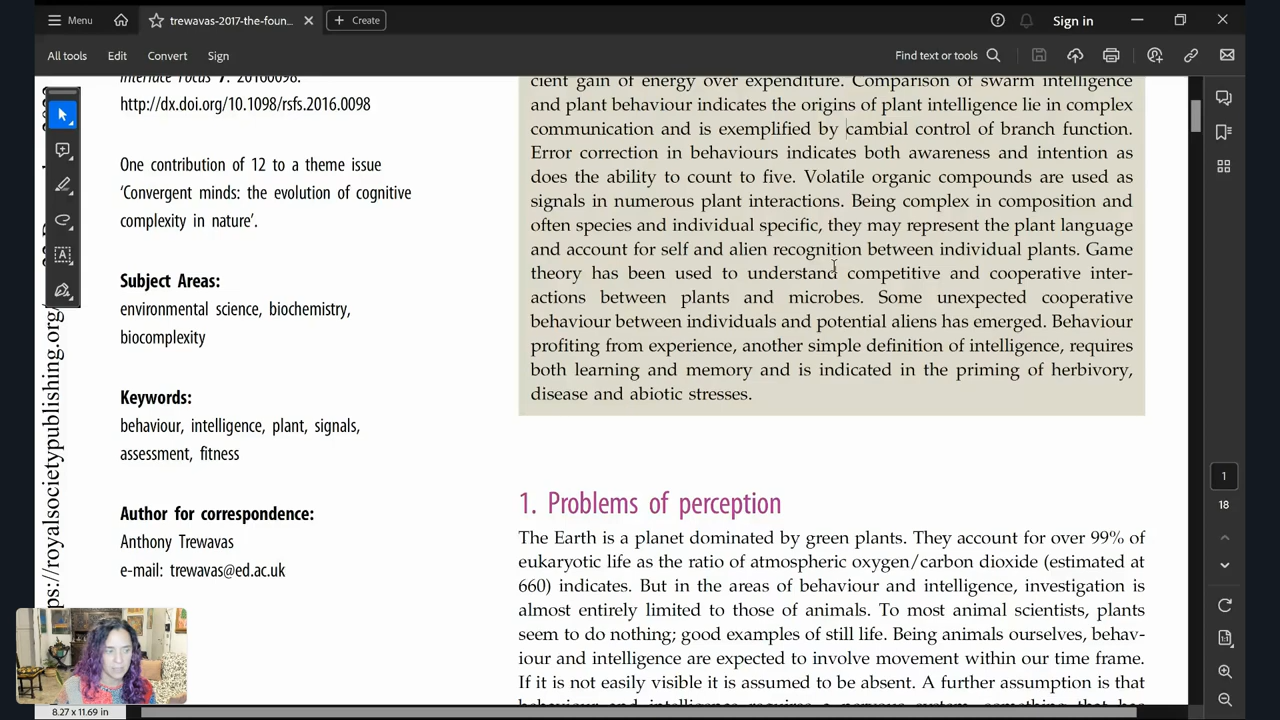 Menu
trewavas-2017-the-foun...
Create
Sign in
All tools
Edit
Convert
Sign
Find text or tools
Interface Focus 7: 20160098.
http://dx.doi.org/10.1098/rsfs.2016.0098
One contribution of 12 to a theme issue
‘Convergent minds: the evolution of cognitive
complexity in nature’.
Subject Areas:
environmental science, biochemistry,
biocomplexity
Keywords:
behaviour, intelligence, plant, signals,
assessment, fitness
Author for correspondence:
Anthony Trewavas
e-mail: trewavas@ed.ac.uk
ps://royalsocietypublishing.org/
cient gain of energy over expenditure. Comparison of swarm intelligence
and plant behaviour indicates the origins of plant intelligence lie in complex
communication and is exemplified by cambial control of branch function.
Error correction in behaviours indicates both awareness and intention as
does the ability to count to five. Volatile organic compounds are used as
signals in numerous plant interactions. Being complex in composition and
often species and individual specific, they may represent the plant language
and account for self and alien recognition between individual plants. Game
theory has been used to understand competitive and cooperative inter-
actions between plants and microbes. Some unexpected cooperative
behaviour between individuals and potential aliens has emerged. Behaviour
profiting from experience, another simple definition of intelligence, requires
both learning and memory and is indicated in the priming of herbivory,
disease and abiotic stresses.
1. Problems of perception
The Earth is a planet dominated by green plants. They account for over 99% of
eukaryotic life as the ratio of atmospheric oxygen/carbon dioxide (estimated at
660) indicates. But in the areas of behaviour and intelligence, investigation is
almost entirely limited to those of animals. To most animal scientists, plants
seem to do nothing; good examples of still life. Being animals ourselves, behav-
iour and intelligence are expected to involve movement within our time frame.
If it is not easily visible it is assumed to be absent. A further assumption is that
behaviour and intelligence requires a nervous system, something that has
1
18
8.27 x 11.69 in